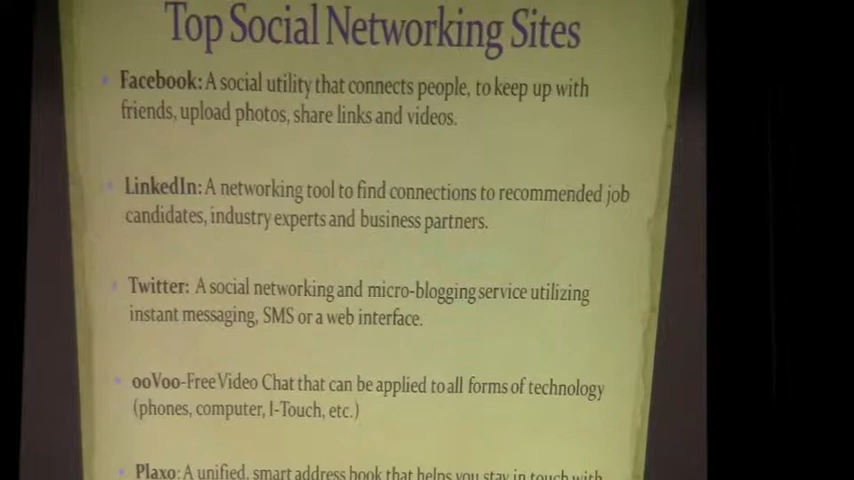 Top Social Networking Sites
Facebook: A social utility that connects people, to keep up with
friends, upload photos, share links and videos.
LinkedIn: A networking tool to find connections to recommended job
candidates, industry experts and business partners.
Twitter: A social networking and micro-blogging service utilizing
instant messaging, SMS or a web interface.
ooVoo-Free Video Chat that can be applied to all forms of technology
(phones, computer, I-Touch, etc.)
Plaxo: A unified, smart address book that helps you stay in touch with